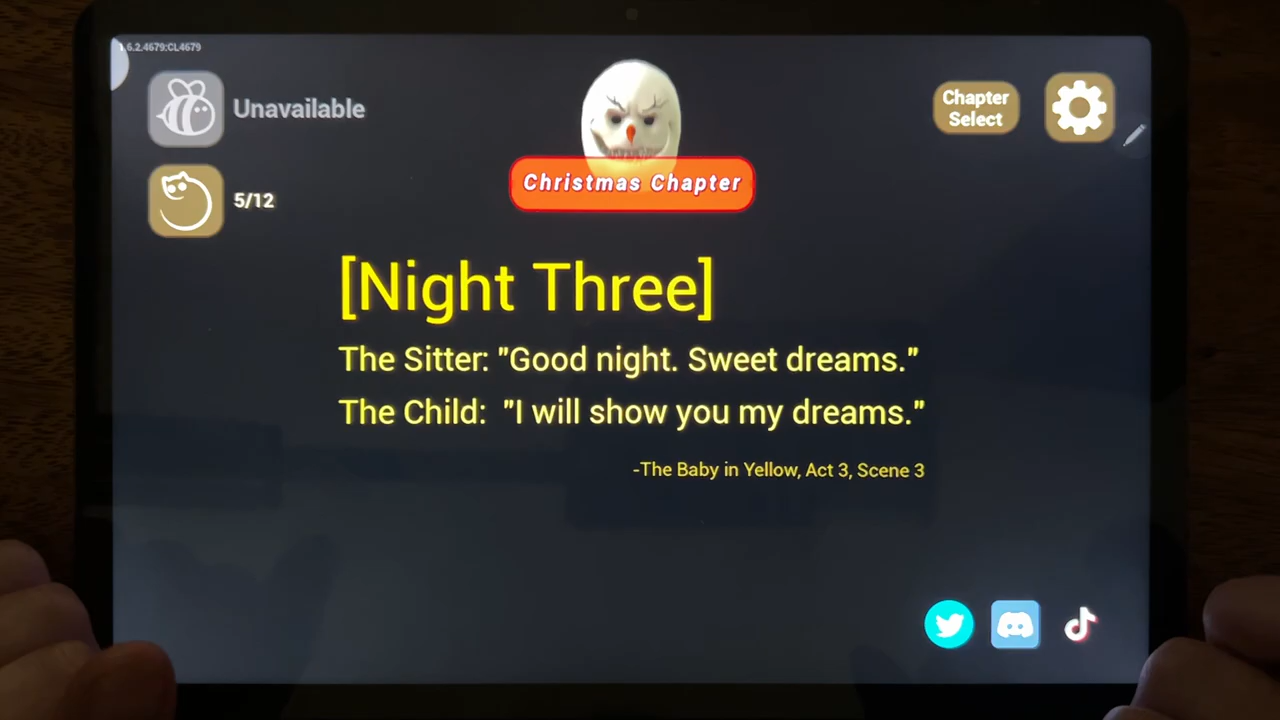 1.6.2.4679:CL4679
Unavailable
Chapter
Select
5/12
Christmas Chapter
[Night Three]
The Sitter: "Good night. Sweet dreams."
The Child: "I will show you my dreams."
-The Baby in Yellow, Act 3, Scene 3